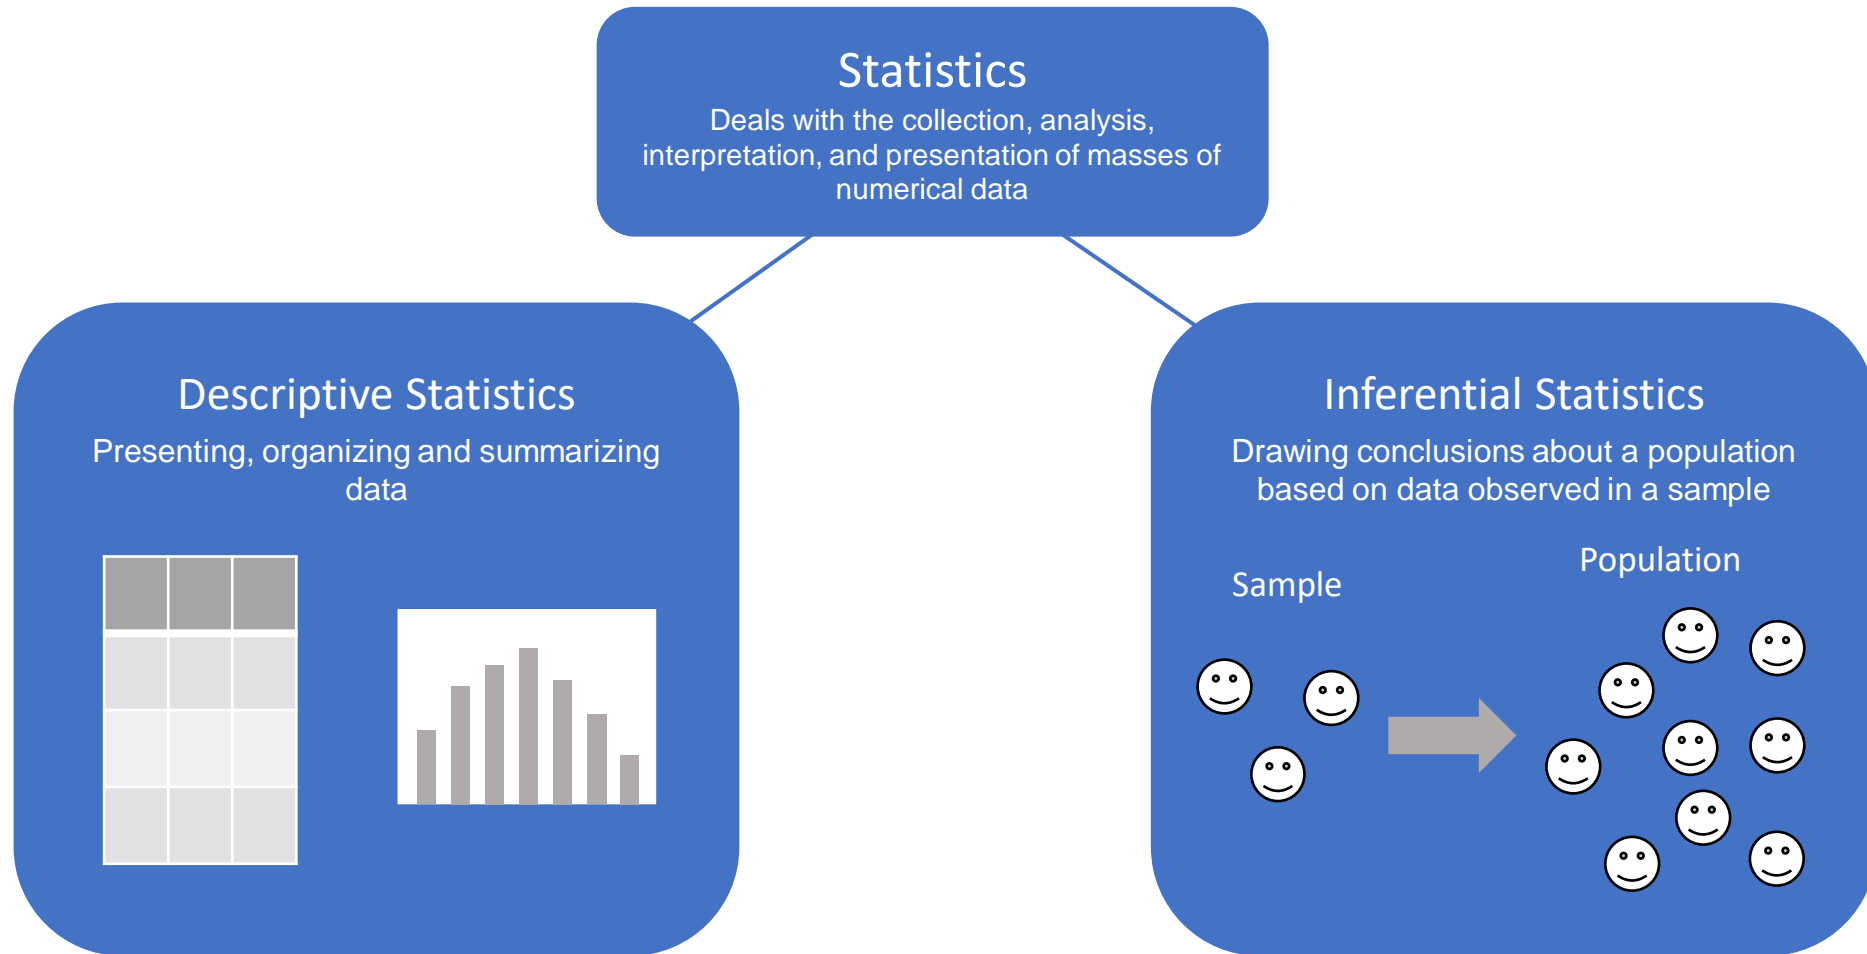 Statistics
Deals with the collection, analysis,
interpretation, and presentation of masses of
numerical data
Descriptive Statistics
Presenting, organizing and summarizing
data
Inferential Statistics
Drawing conclusions about a population
based on data observed in a sample
Sample
Population